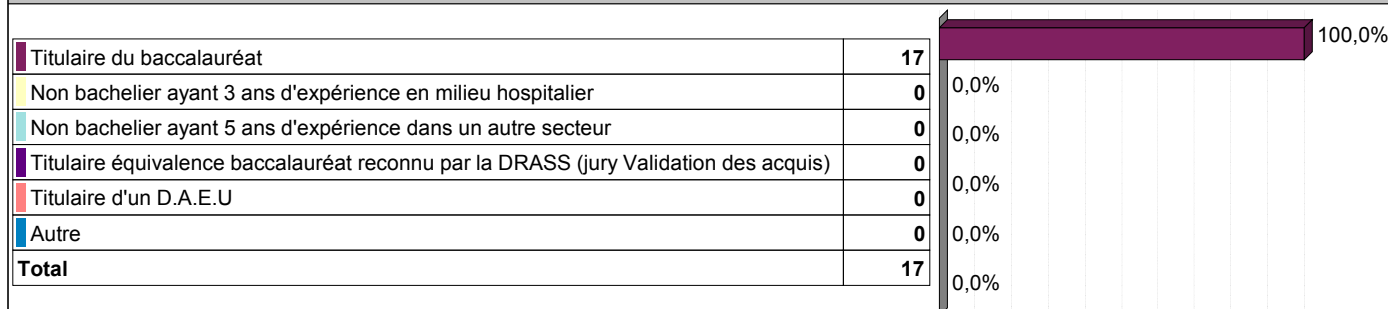 Titulaire du baccalauréat 17 100,0%
Non bachelier ayant 3 ans d'expérience en milieu hospitalier 0 0,0%
Non bachelier ayant 5 ans d'expérience dans un autre secteur 0 0,0%
Titulaire équivalence baccalauréat reconnu par la DRASS (jury Validation des acquis) 0 0,0%
Titulaire d'un D.A.E.U 0 0,0%
Autre 0 0,0%
Total 17